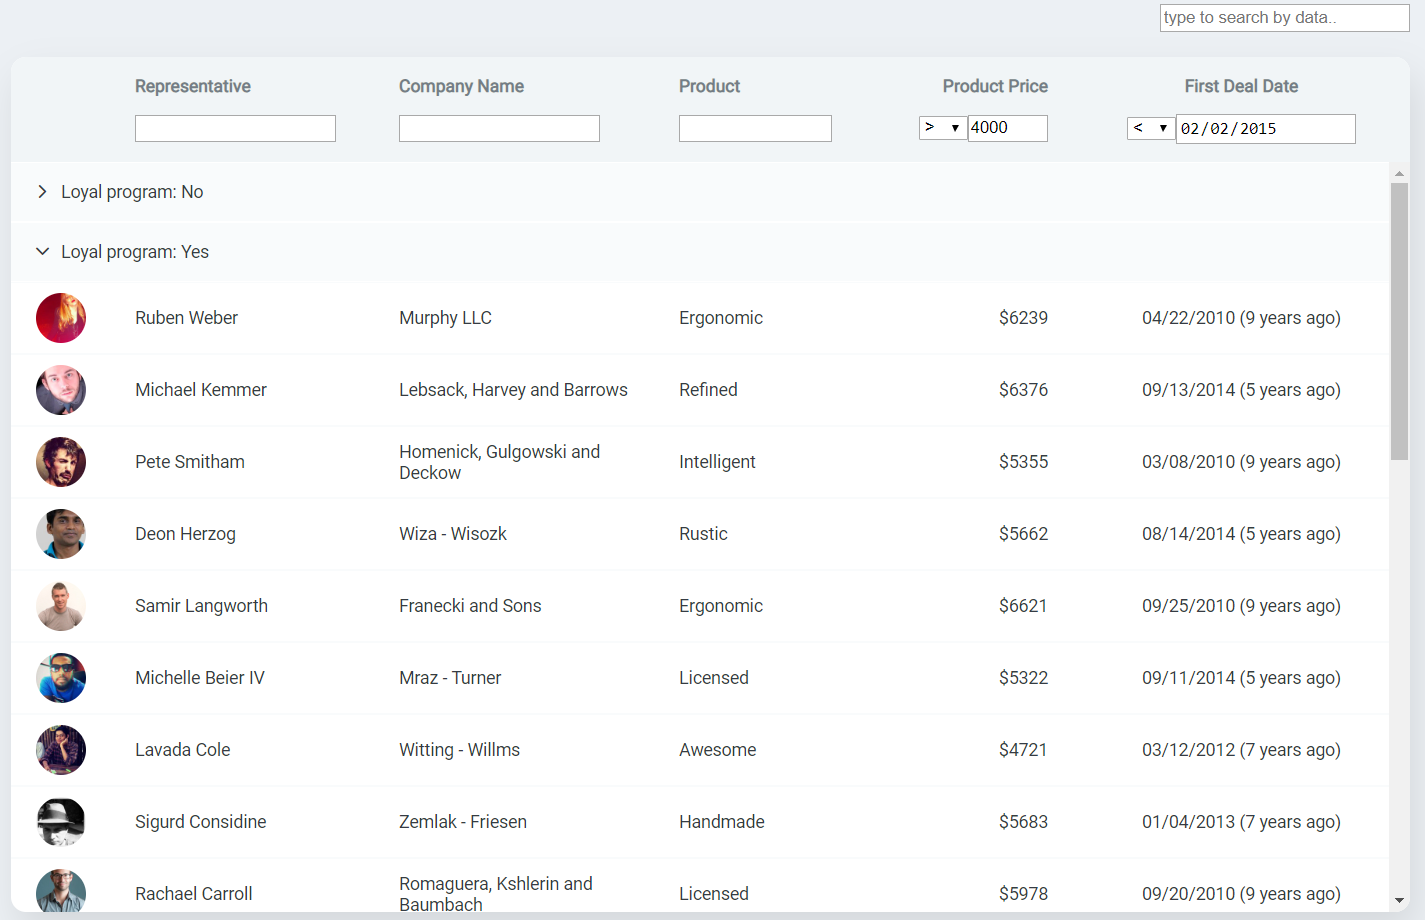 type to search by data..
Representative Company Name Product Product Price First Deal Date
> ▼ 4000 < ▼ 02/02/2015
Loyal program: No
Loyal program: Yes
Ruben Weber Murphy LLC Ergonomic $6239 04/22/2010 (9 years ago)
Michael Kemmer Lebsack, Harvey and Barrows Refined $6376 09/13/2014 (5 years ago)
Pete Smitham Homenick, Gulgowski and Deckow Intelligent $5355 03/08/2010 (9 years ago)
Deon Herzog Wiza - Wisozk Rustic $5662 08/14/2014 (5 years ago)
Samir Langworth Franecki and Sons Ergonomic $6621 09/25/2010 (9 years ago)
Michelle Beier IV Mraz - Turner Licensed $5322 09/11/2014 (5 years ago)
Lavada Cole Witting - Willms Awesome $4721 03/12/2012 (7 years ago)
Sigurd Considine Zemlak - Friesen Handmade $5683 01/04/2013 (7 years ago)
Rachael Carroll Romaguera, Kshlerin and Baumbach Licensed $5978 09/20/2010 (9 years ago)